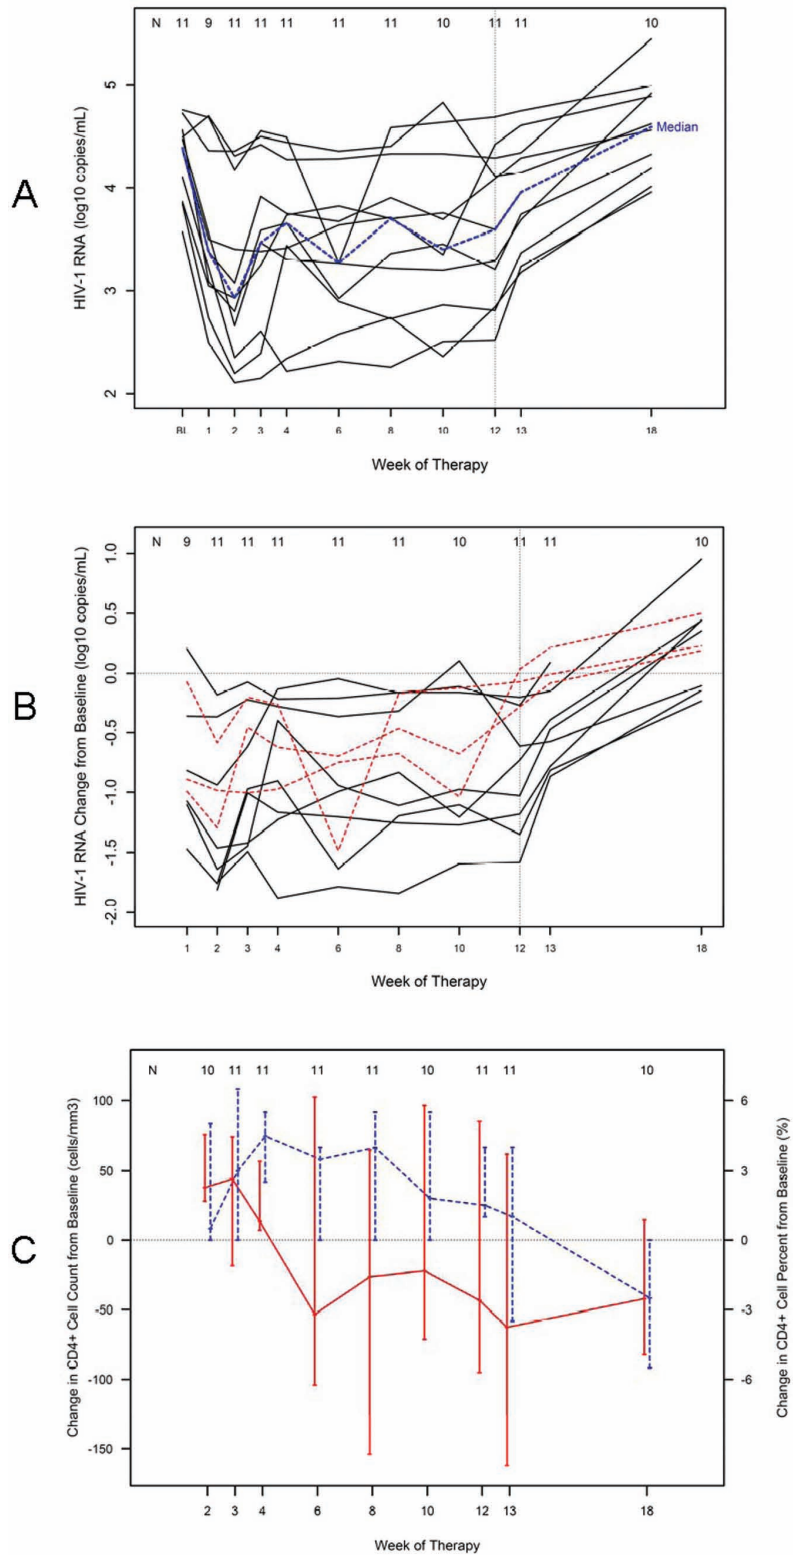 A
N 11 9 11 11 11 11 11 10 11 11 10
HIV-1 RNA (log10 copies/mL)
5
4
3
2
Median
BL 1 2 3 4 6 8 10 12 13 18
Week of Therapy
B
N 9 11 11 11 11 11 10 11 11 10
HIV-1 RNA Change from Baseline (log10 copies/mL)
1.0
0.5
0.0
-0.5
-1.0
-1.5
-2.0
1 2 3 4 6 8 10 12 13 18
Week of Therapy
C
N 10 11 11 11 11 10 11 11 10
Change in CD4+ Cell Count from Baseline (cells/mm3)
100
50
0
-50
-100
-150
6
3
0
-3
-6
Change in CD4+ Cell Percent from Baseline (%)
2 3 4 6 8 10 12 13 18
Week of Therapy